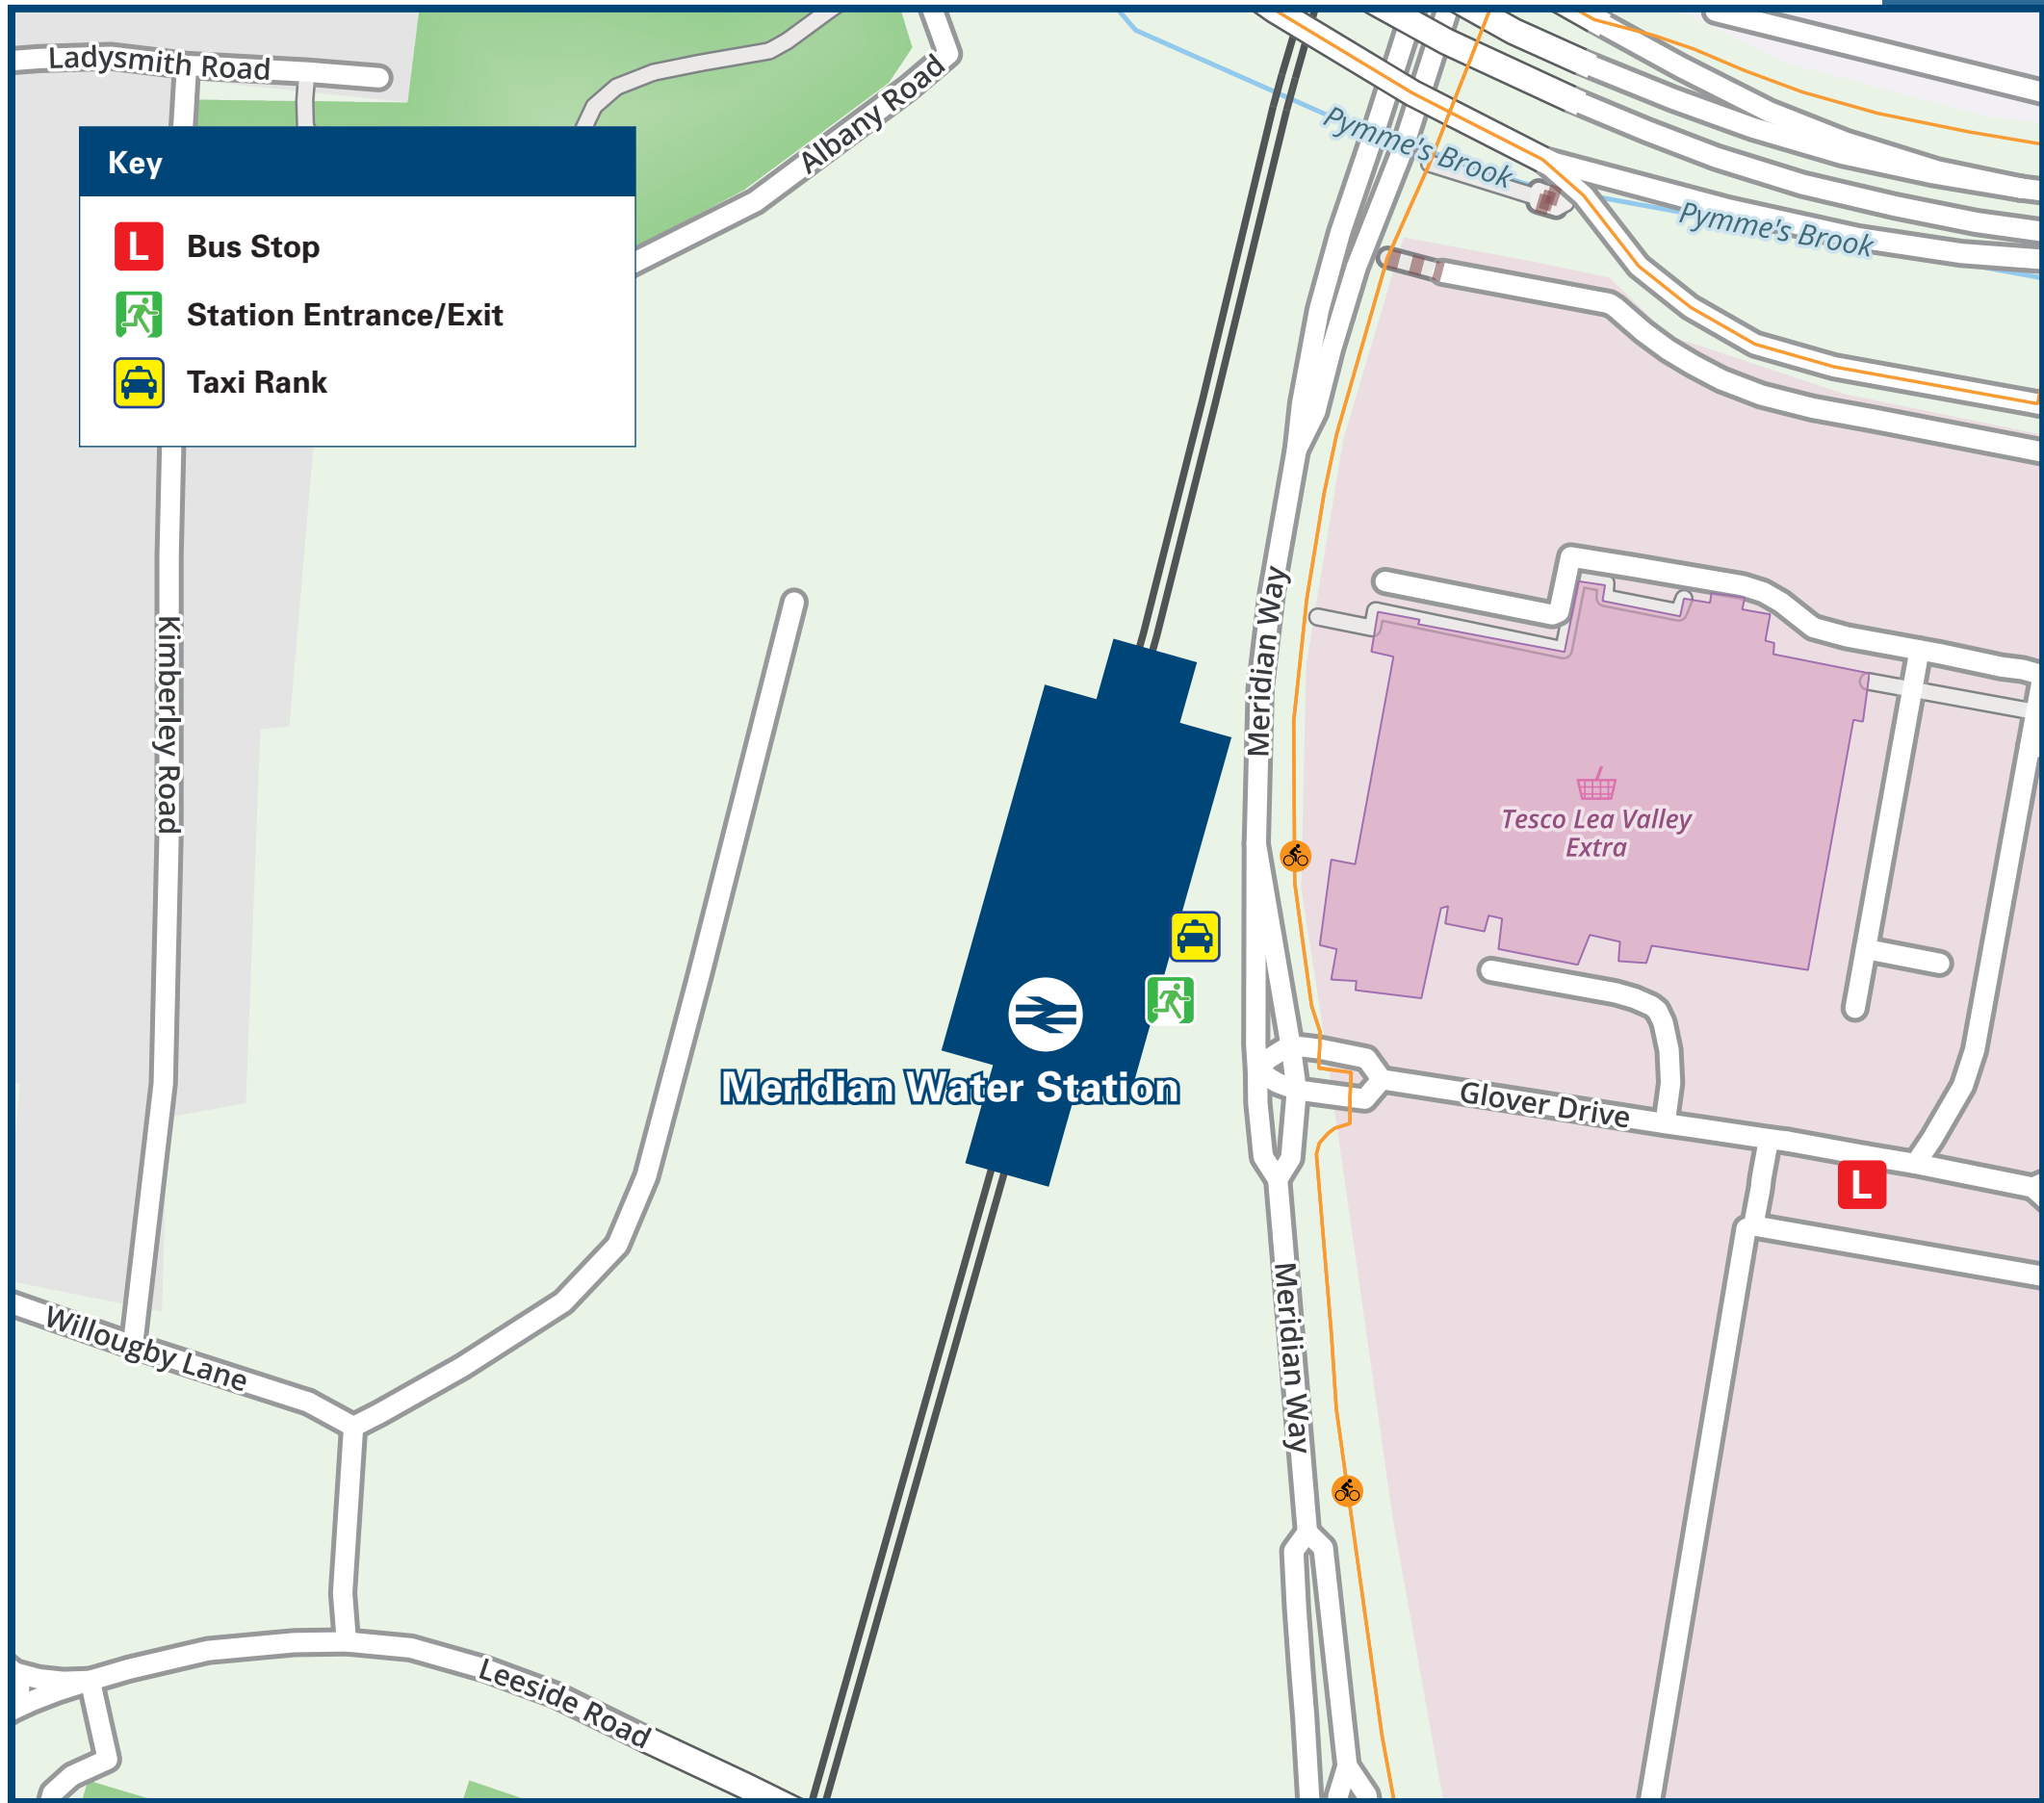 Ladysmith Road
Albany Road
Pymme's Brook
Pymme's Brook
Key
L Bus Stop
Station Entrance/Exit
Taxi Rank
Kimberley Road
Meridian Way
Tesco Lea Valley
Extra
Meridian Water Station
Glover Drive
L
Meridian Way
Willougby Lane
Leeside Road